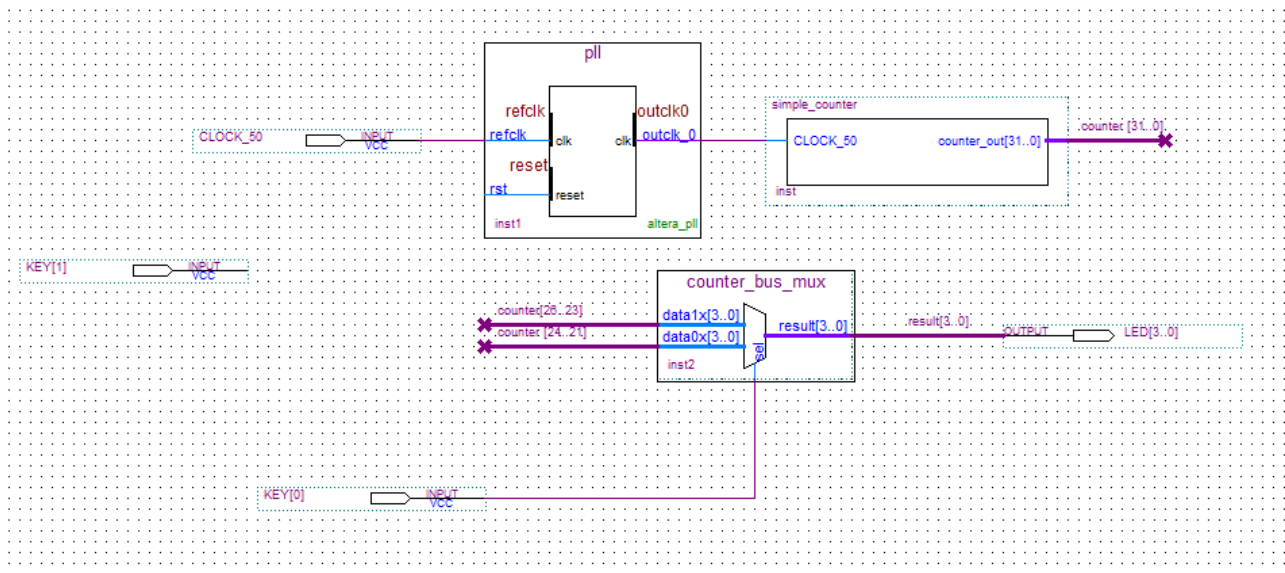 pll
refclk outclk0
CLOCK_50 INPUT VCC refclk clk clk outclk_0
reset
rst reset
inst1 altera_pll
simple_counter
CLOCK_50 counter_out[31..0] .counter. [31..0]
inst
KEY[1] INPUT VCC
counter_bus_mux
.counter[26...23] data1x[3..0]
.counter. [24...21] data0x[3..0] sel result[3..0] .result[3..0]. OUTPUT LED[3..0]
inst2
KEY[0] INPUT VCC